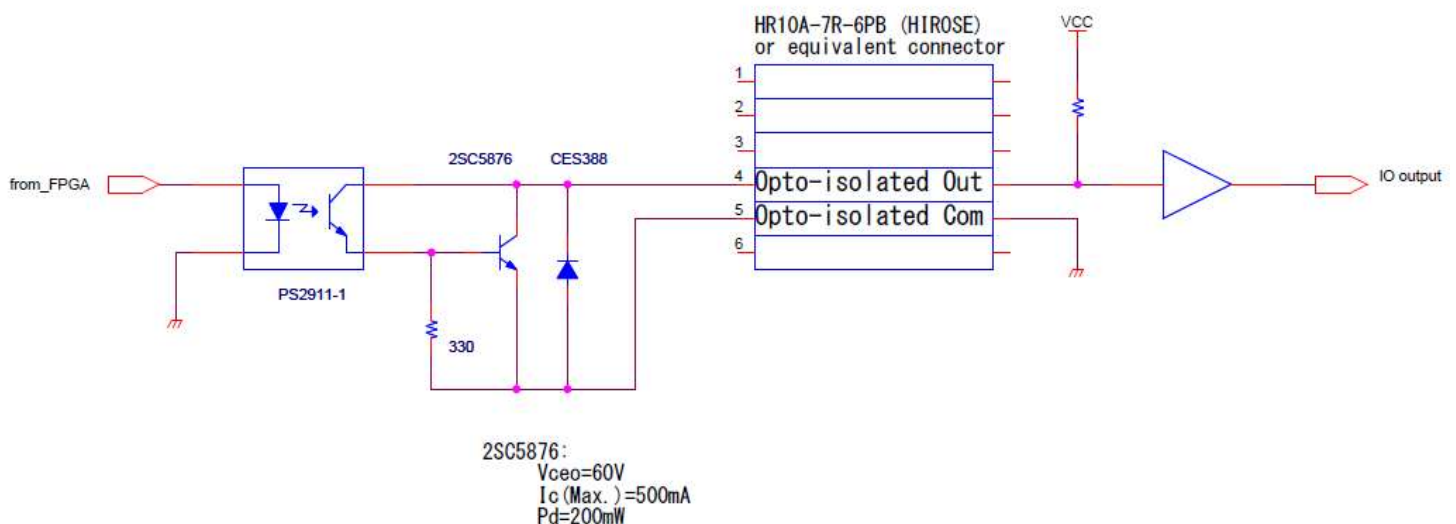 HR10A-7R-6PB (HIROSE)
or equivalent connector
VCC
1
2
3
2SC5876
CES388
from_FPGA
4
Opto-isolated Out
IO output
5
Opto-isolated Com
6
PS2911-1
330
2SC5876:
Vceo=60V
Ic(Max.)=500mA
Pd=200mW